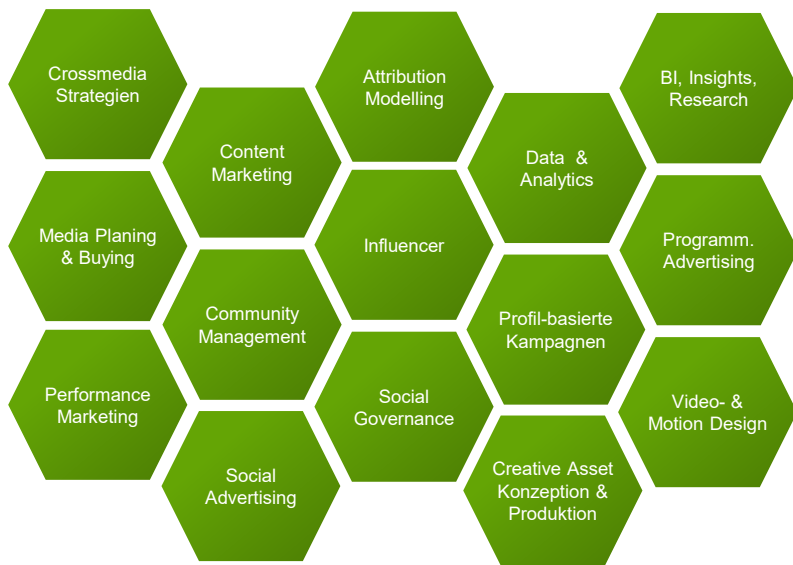 Crossmedia
Strategien
Attribution
Modelling
BI, Insights,
Research
Content
Marketing
Data &
Analytics
Media Planing
& Buying
Influencer
Programm.
Advertising
Community
Management
Profil-basierte
Kampagnen
Performance
Marketing
Social
Governance
Video- &
Motion Design
Social
Advertising
Creative Asset
Konzeption &
Produktion